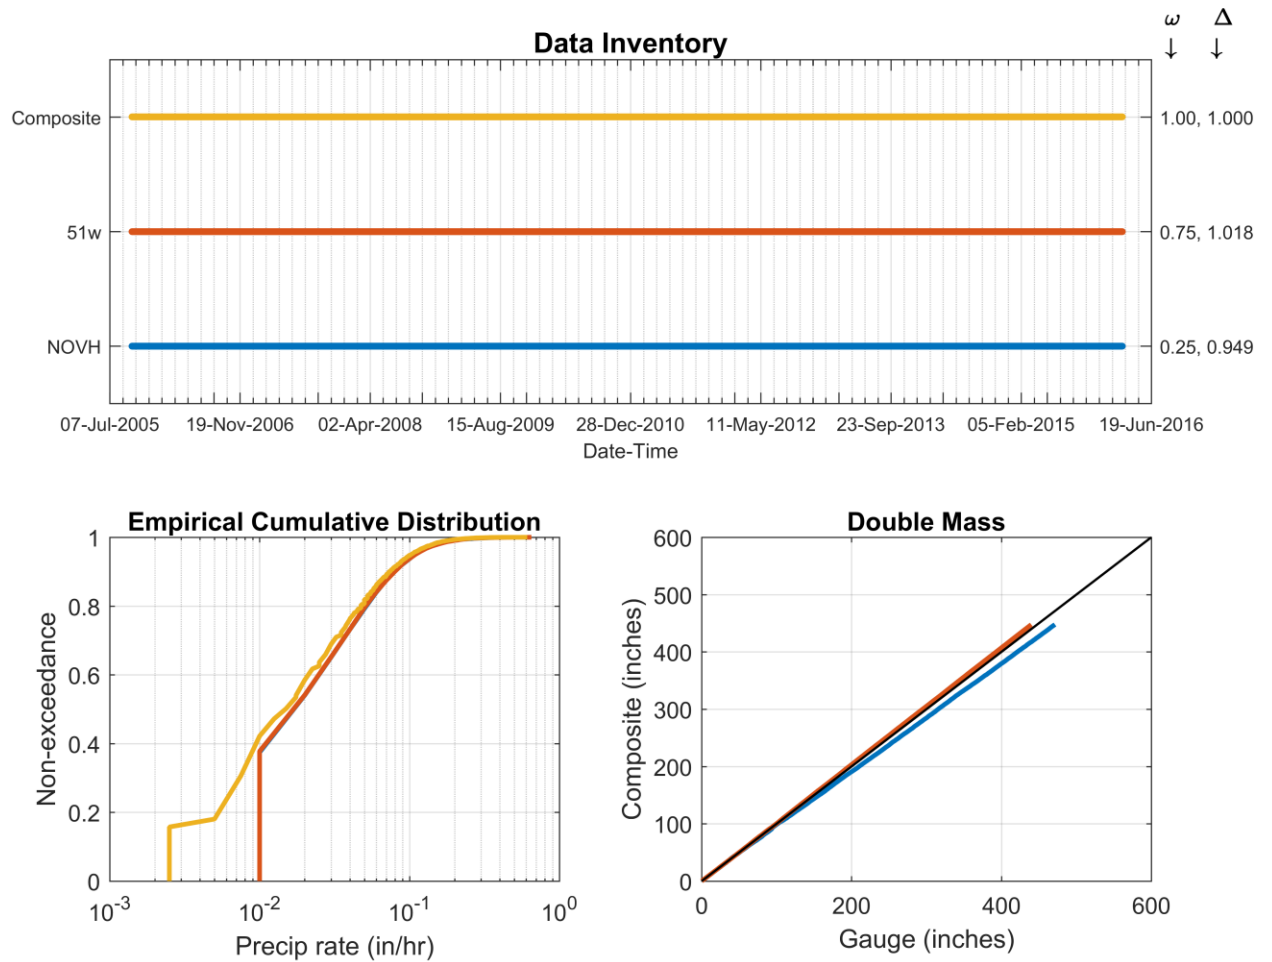 ω Δ
↓ ↓
Data Inventory
Composite
1.00, 1.000
51w
0.75, 1.018
NOVH
0.25, 0.949
07-Jul-2005 19-Nov-2006 02-Apr-2008 15-Aug-2009 28-Dec-2010 11-May-2012 23-Sep-2013 05-Feb-2015 19-Jun-2016
Date-Time
Empirical Cumulative Distribution
Non-exceedance
1
0.8
0.6
0.4
0.2
0
10⁻³ 10⁻² 10⁻¹ 10⁰
Precip rate (in/hr)
Double Mass
Composite (inches)
600
500
400
300
200
100
0
0 200 400 600
Gauge (inches)